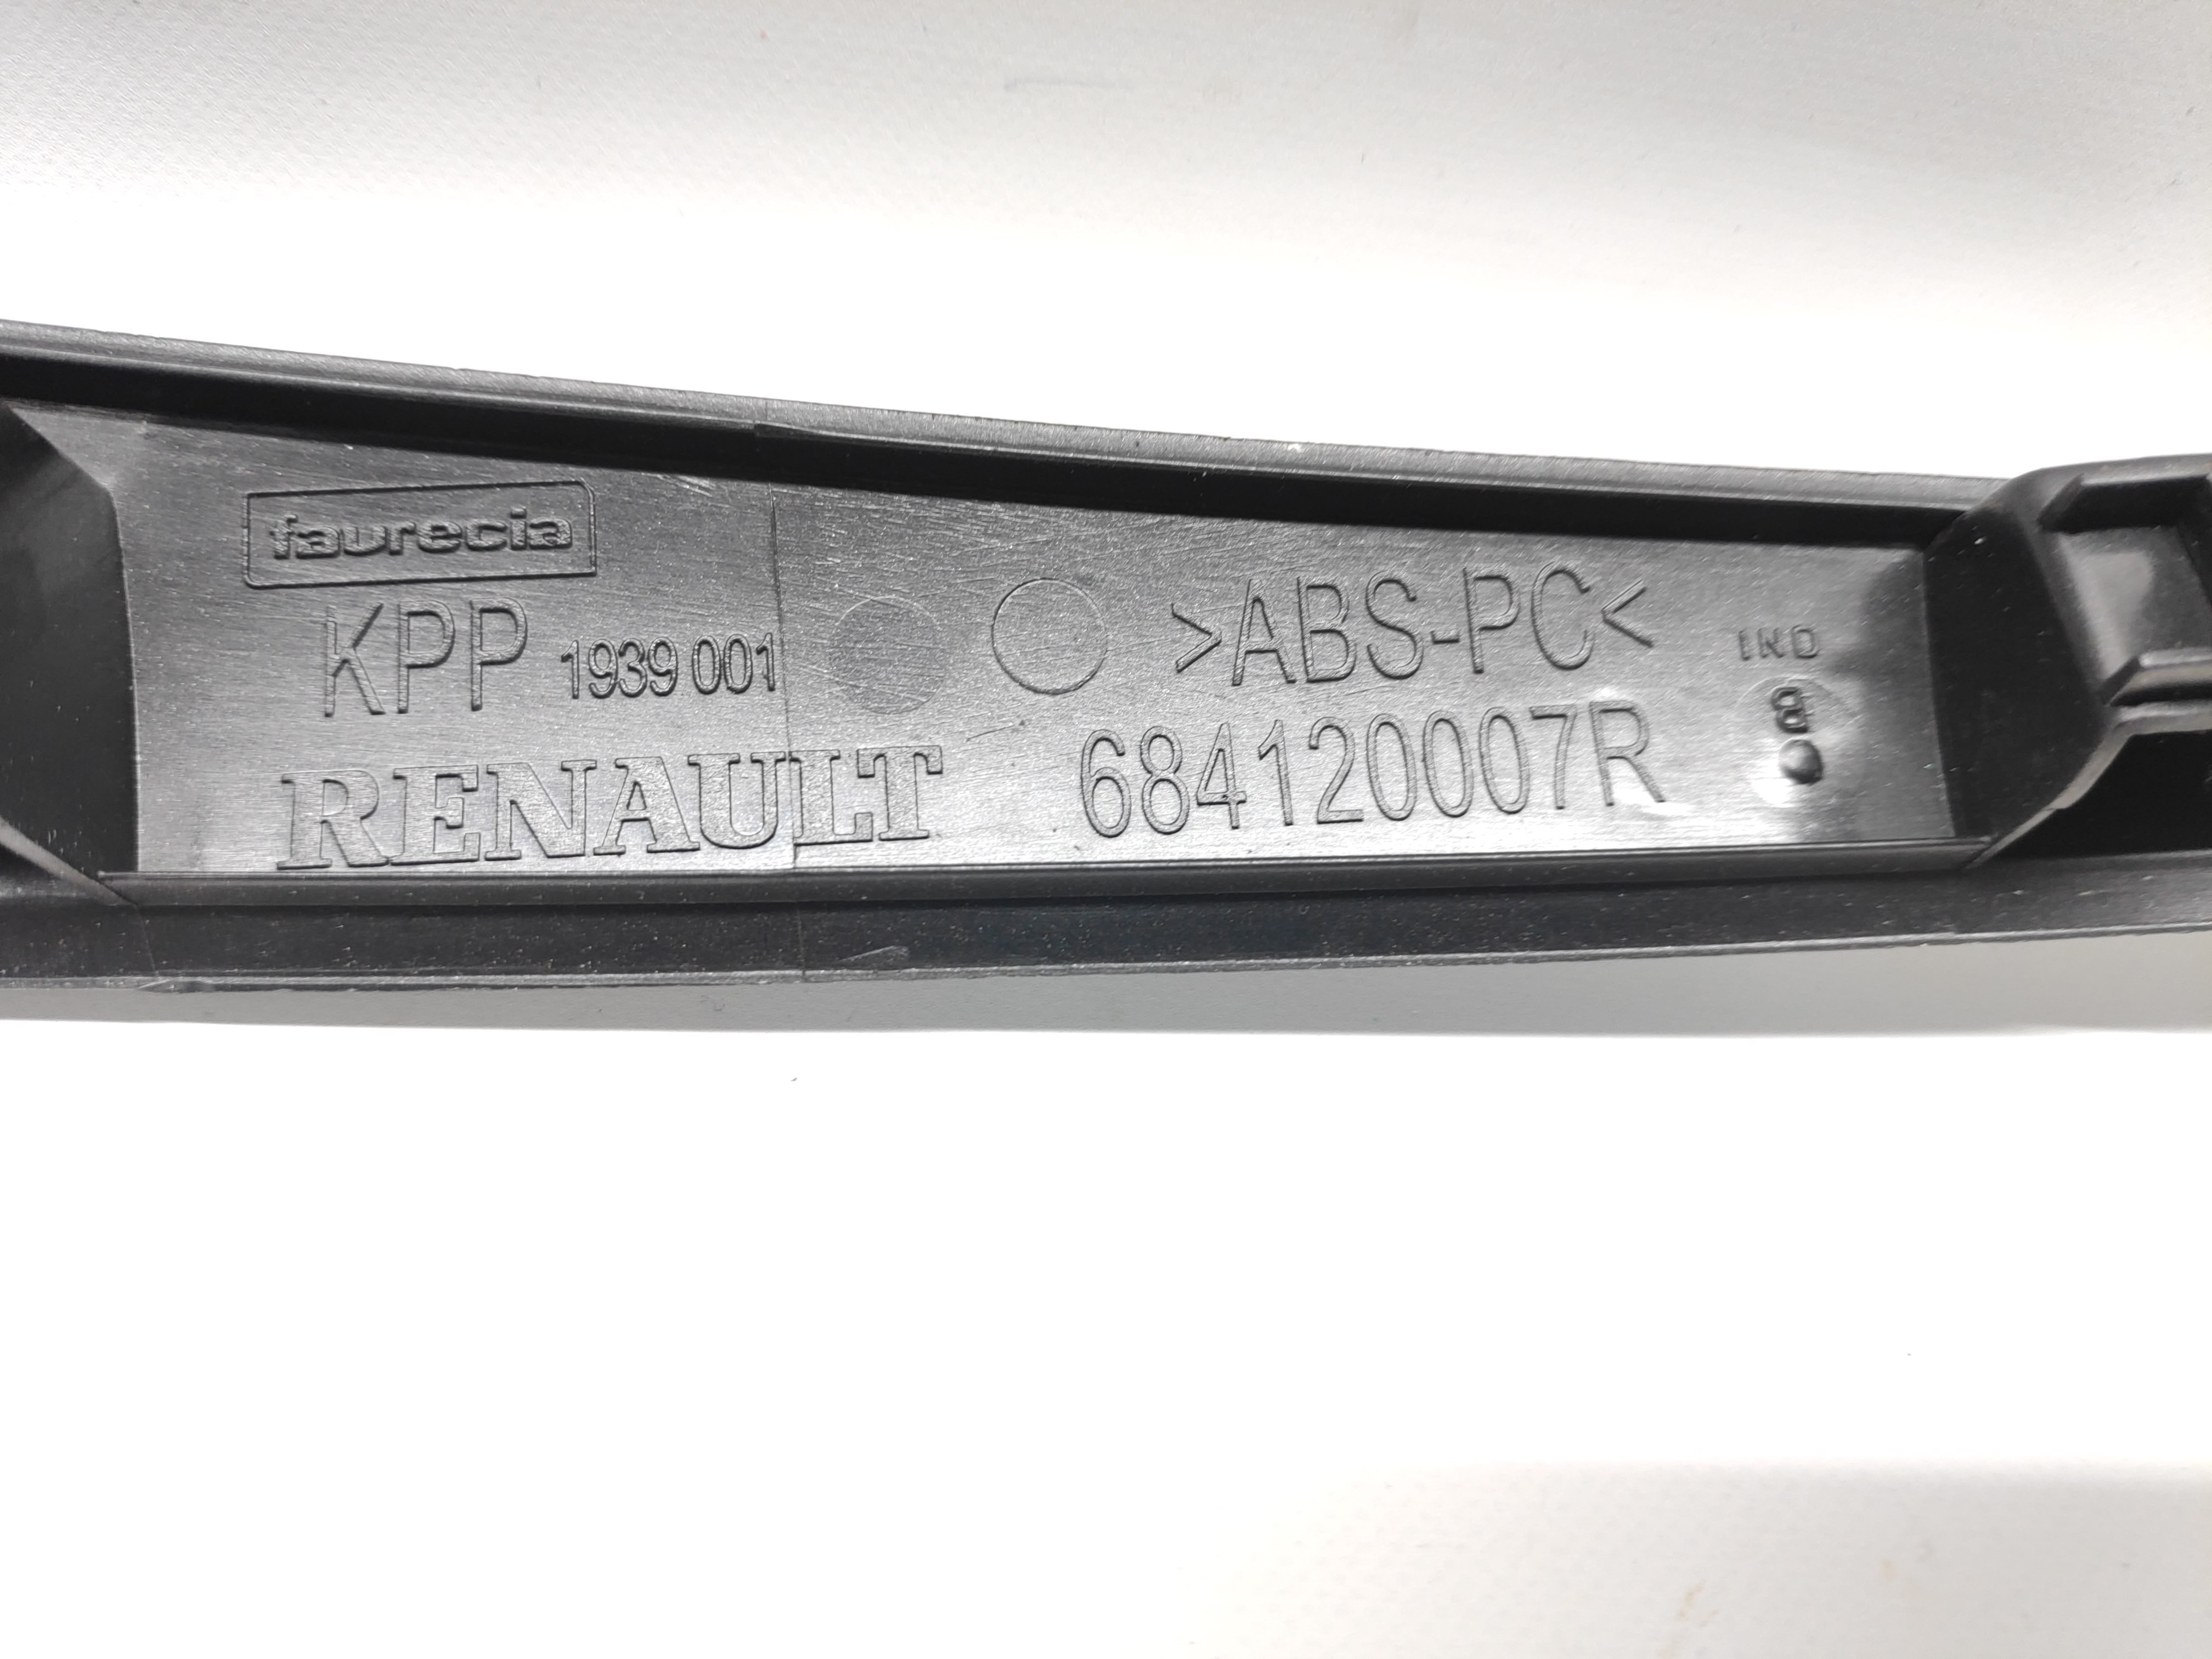 faurecia
KPP 1939 001
RENAULT
>ABS-PC<
684120007R
IND